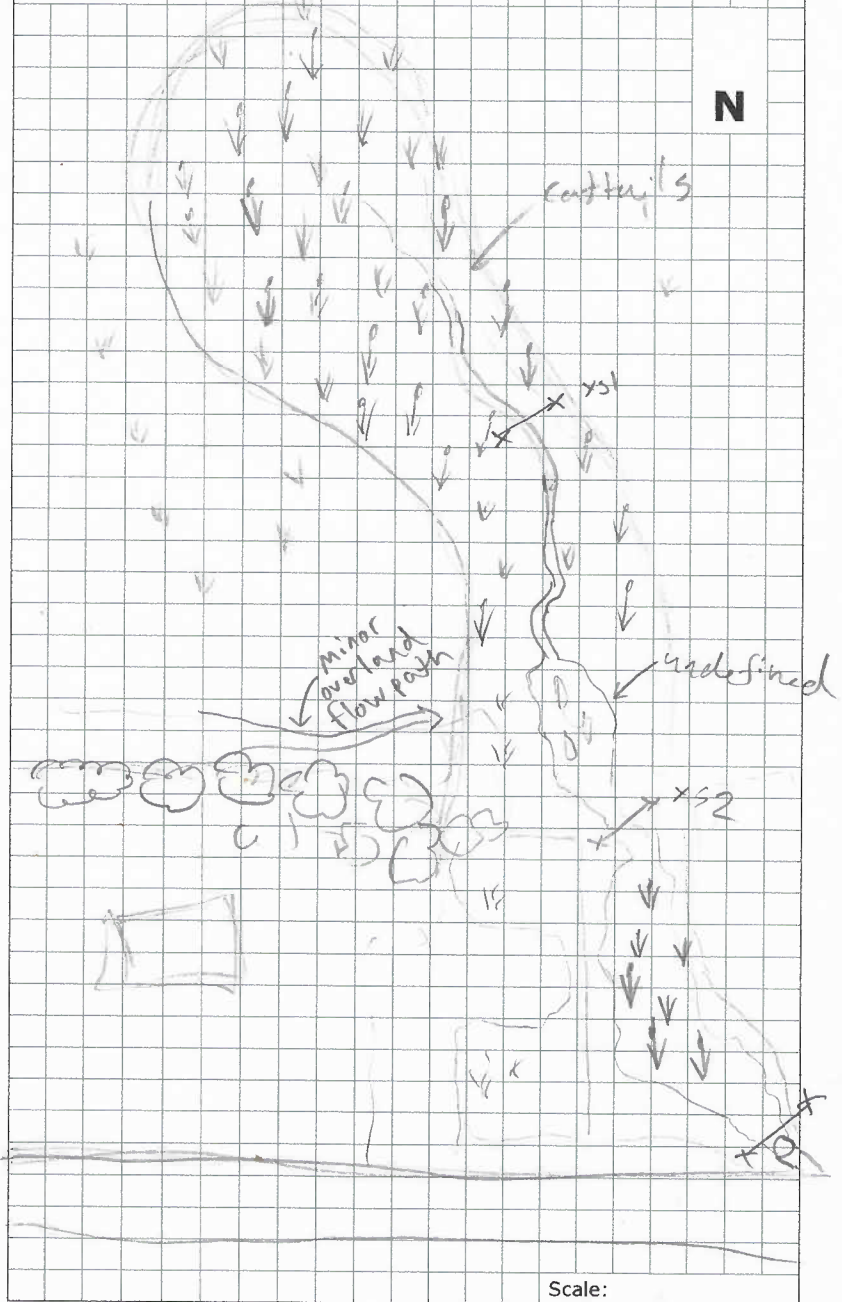 N
cattails
xs1
minor
overland
flow path
undefined
xs2
Scale: